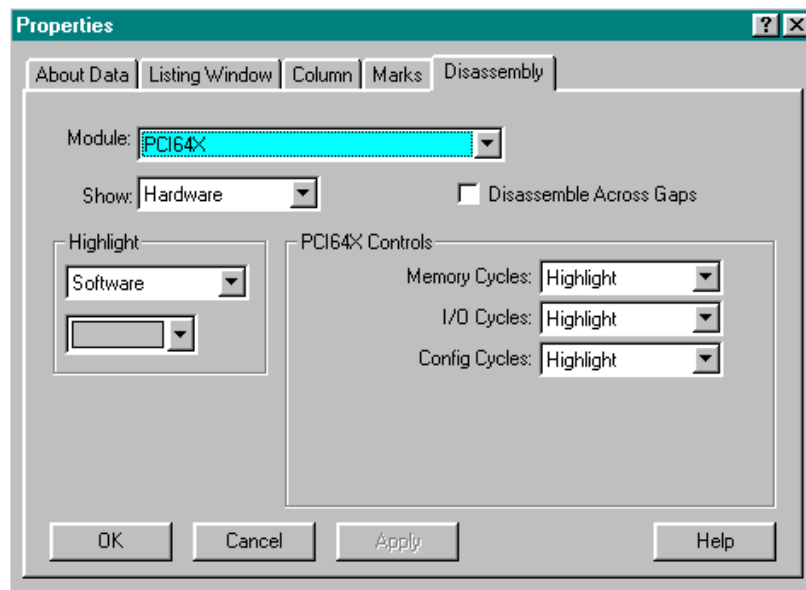 Properties
About Data Listing Window Column Marks Disassembly
Module: PCI64X
Show: Hardware Disassemble Across Gaps
Highlight
Software
PCI64X Controls
Memory Cycles: Highlight
I/O Cycles: Highlight
Config Cycles: Highlight
OK Cancel Apply Help